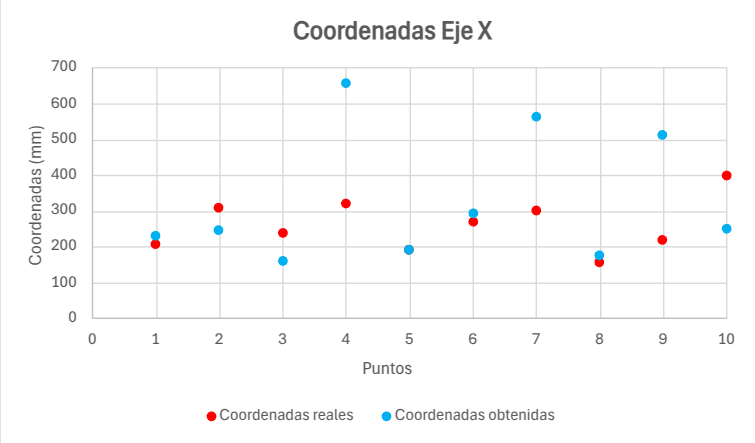 Coordenadas Eje X
700
600
500
400
300
200
100
0
Coordenadas (mm)
0 1 2 3 4 5 6 7 8 9 10
Puntos
Coordenadas reales Coordenadas obtenidas